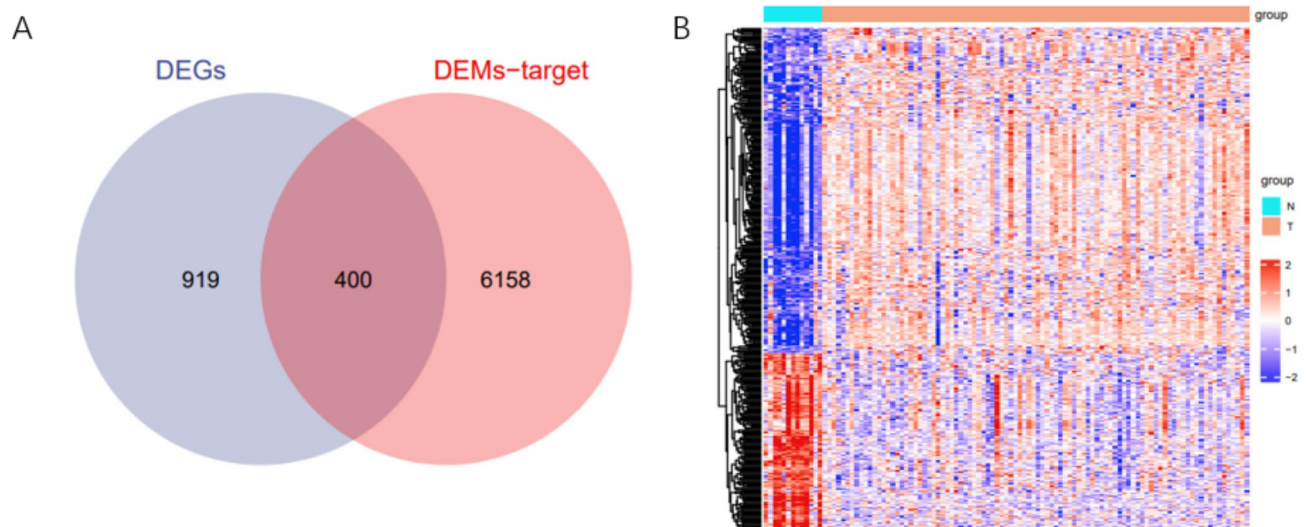 A
DEGs
DEMs−target
919
400
6158
B
group
group
N
T
2
1
0
−1
−2